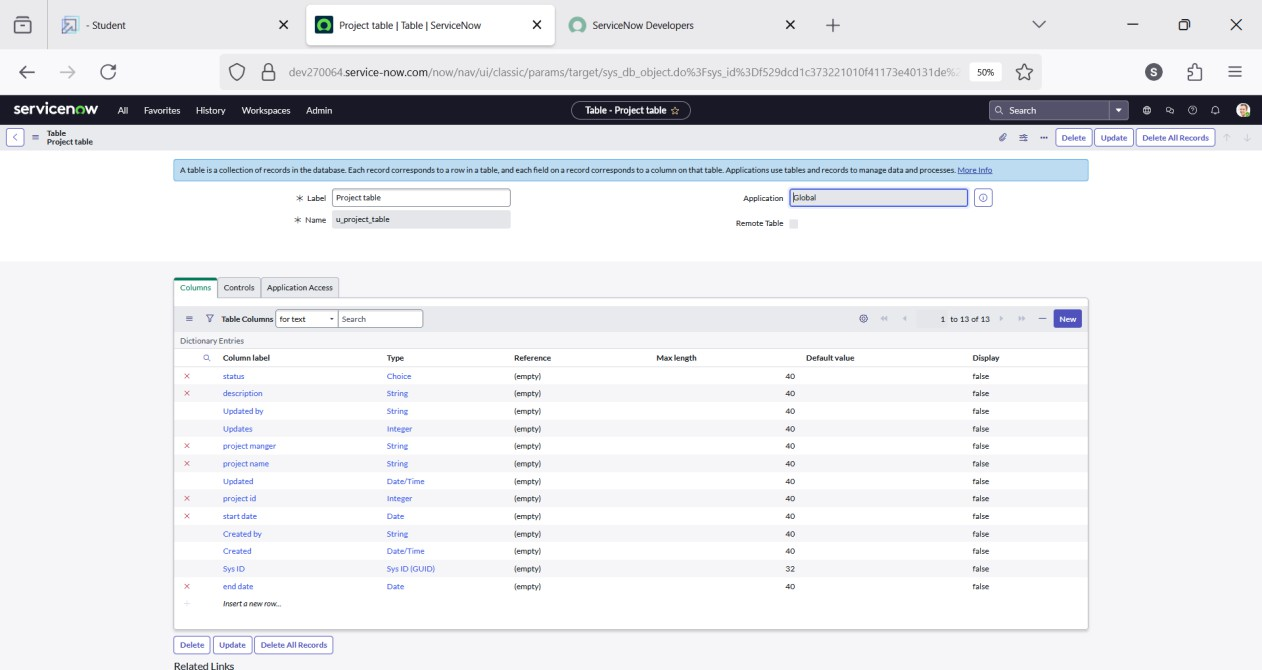 - Student
Project table | Table | ServiceNow
ServiceNow Developers
dev270064.service-now.com/now/nav/ui/classic/params/target/sys_db_object.do%3Fsys_id%3Df529dcd1c373221010f41173e40131de%2
50%
S
servicenow All Favorites History Workspaces Admin
Table - Project table
Search
Table
Project table
Delete Update Delete All Records
A table is a collection of records in the database. Each record corresponds to a row in a table, and each field on a record corresponds to a column on that table. Applications use tables and records to manage data and processes. More Info
* Label Project table Application Global
* Name u_project_table Remote Table
Columns Controls Application Access
Table Columns for text Search 1 to 13 of 13 New
Dictionary Entries
Column label Type Reference Max length Default value Display
status Choice (empty) 40 false
description String (empty) 40 false
Updated by String (empty) 40 false
Updates Integer (empty) 40 false
project manger String (empty) 40 false
project name String (empty) 40 false
Updated Date/Time (empty) 40 false
project id Integer (empty) 40 false
start date Date (empty) 40 false
Created by String (empty) 40 false
Created Date/Time (empty) 40 false
Sys ID Sys ID (GUID) (empty) 32 false
end date Date (empty) 40 false
Insert a new row...
Delete Update Delete All Records
Related Links